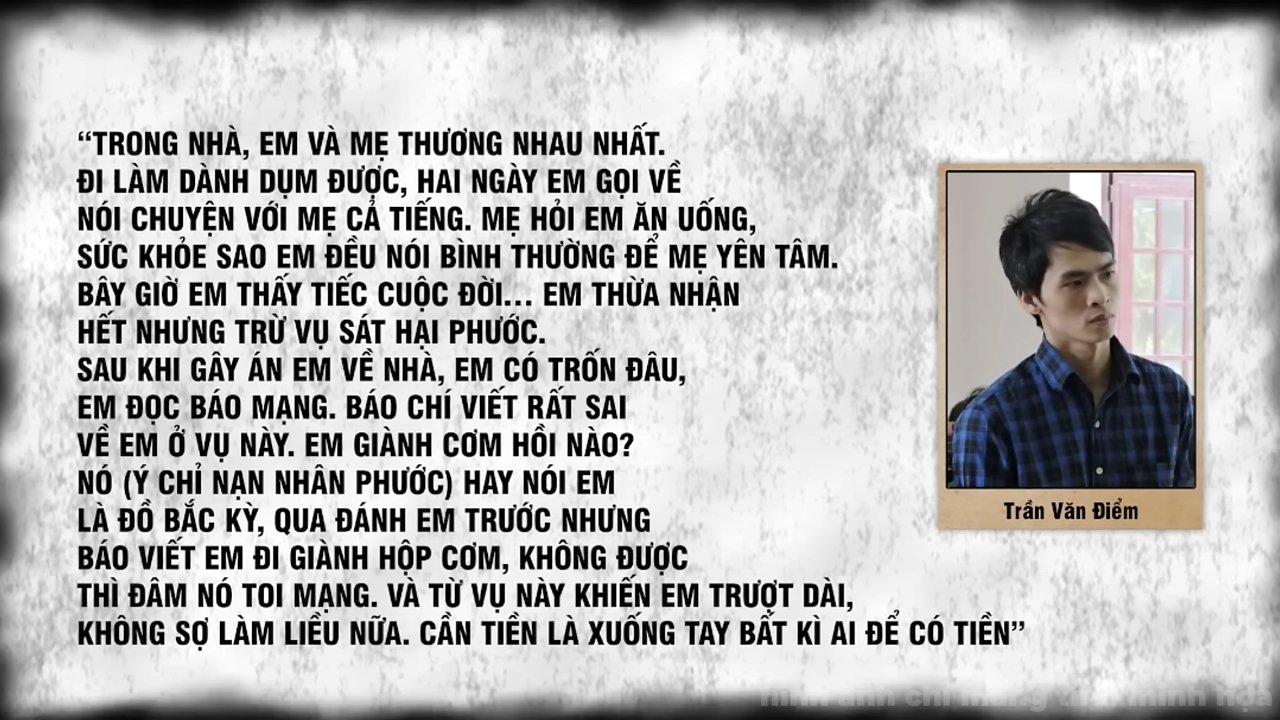 “TRONG NHÀ, EM VÀ MẸ THƯƠNG NHAU NHẤT.
ĐI LÀM DÀNH DỤM ĐƯỢC, HAI NGÀY EM GỌI VỀ
NÓI CHUYỆN VỚI MẸ CẢ TIẾNG. MẸ HỎI EM ĂN UỐNG,
SỨC KHỎE SAO EM ĐỀU NÓI BÌNH THƯỜNG ĐỂ MẸ YÊN TÂM.
BÂY GIỜ EM THẤY TIẾC CUỘC ĐỜI... EM THỪA NHẬN
HẾT NHƯNG TRỪ VỤ SÁT HẠI PHƯỚC.
SAU KHI GÂY ÁN EM VỀ NHÀ, EM CÓ TRỐN ĐÂU,
EM ĐỌC BÁO MẠNG. BÁO CHÍ VIẾT RẤT SAI
VỀ EM Ở VỤ NÀY. EM GIÀNH CƠM HỒI NÀO?
NÓ (Ý CHỈ NẠN NHÂN PHƯỚC) HAY NÓI EM
LÀ ĐỒ BẮC KỲ, QUA ĐÁNH EM TRƯỚC NHƯNG
BÁO VIẾT EM ĐI GIÀNH HỘP CƠM, KHÔNG ĐƯỢC
THÌ ĐÂM NÓ TOI MẠNG. VÀ TỪ VỤ NÀY KHIẾN EM TRƯỢT DÀI,
KHÔNG SỢ LÀM LIỀU NỮA. CẦN TIỀN LÀ XUỐNG TAY BẤT KÌ AI ĐỂ CÓ TIỀN”
Trần Văn Điểm
hình ảnh chỉ mang minh họa